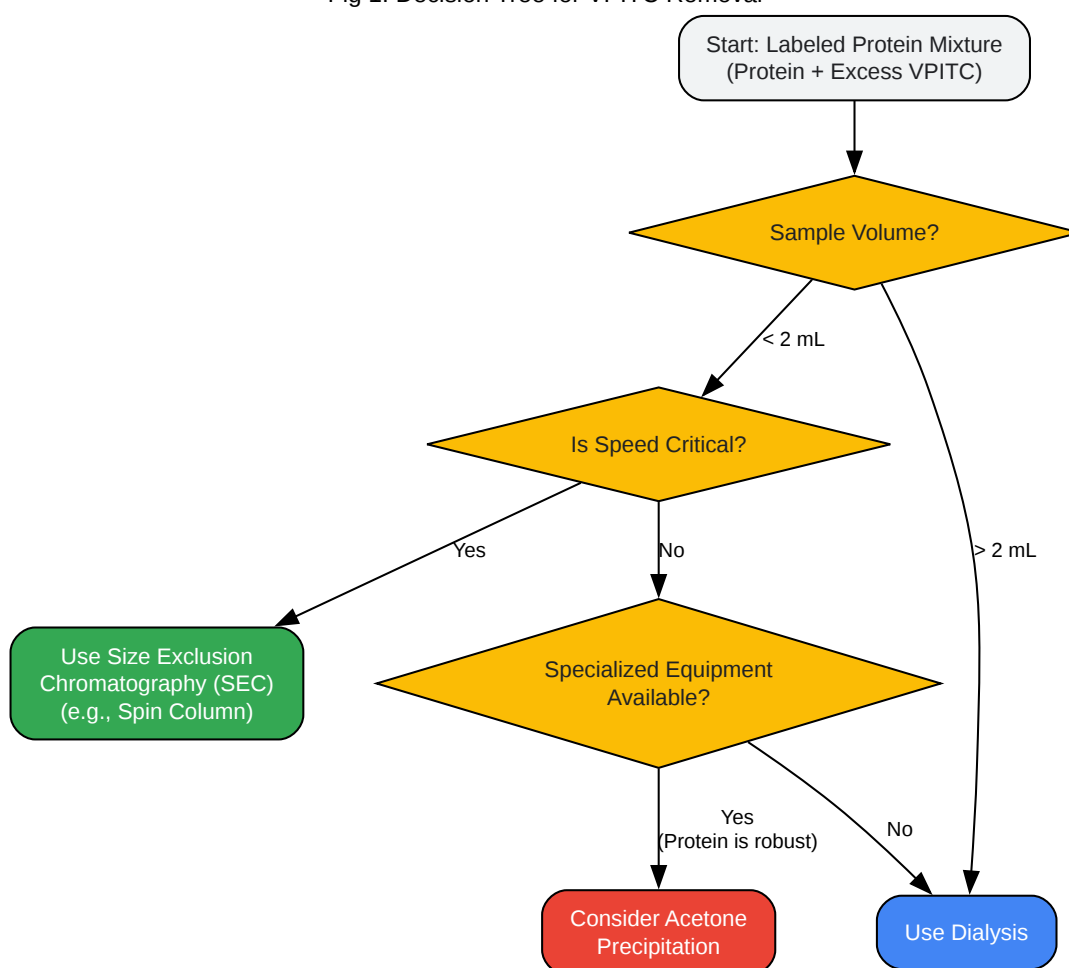 Start: Labeled Protein Mixture
(Protein + Excess VPITC)
Sample Volume?
< 2 mL
Is Speed Critical?
Yes
No
> 2 mL
Use Size Exclusion
Chromatography (SEC)
(e.g., Spin Column)
Specialized Equipment
Available?
Yes
(Protein is robust)
No
Consider Acetone
Precipitation
Use Dialysis